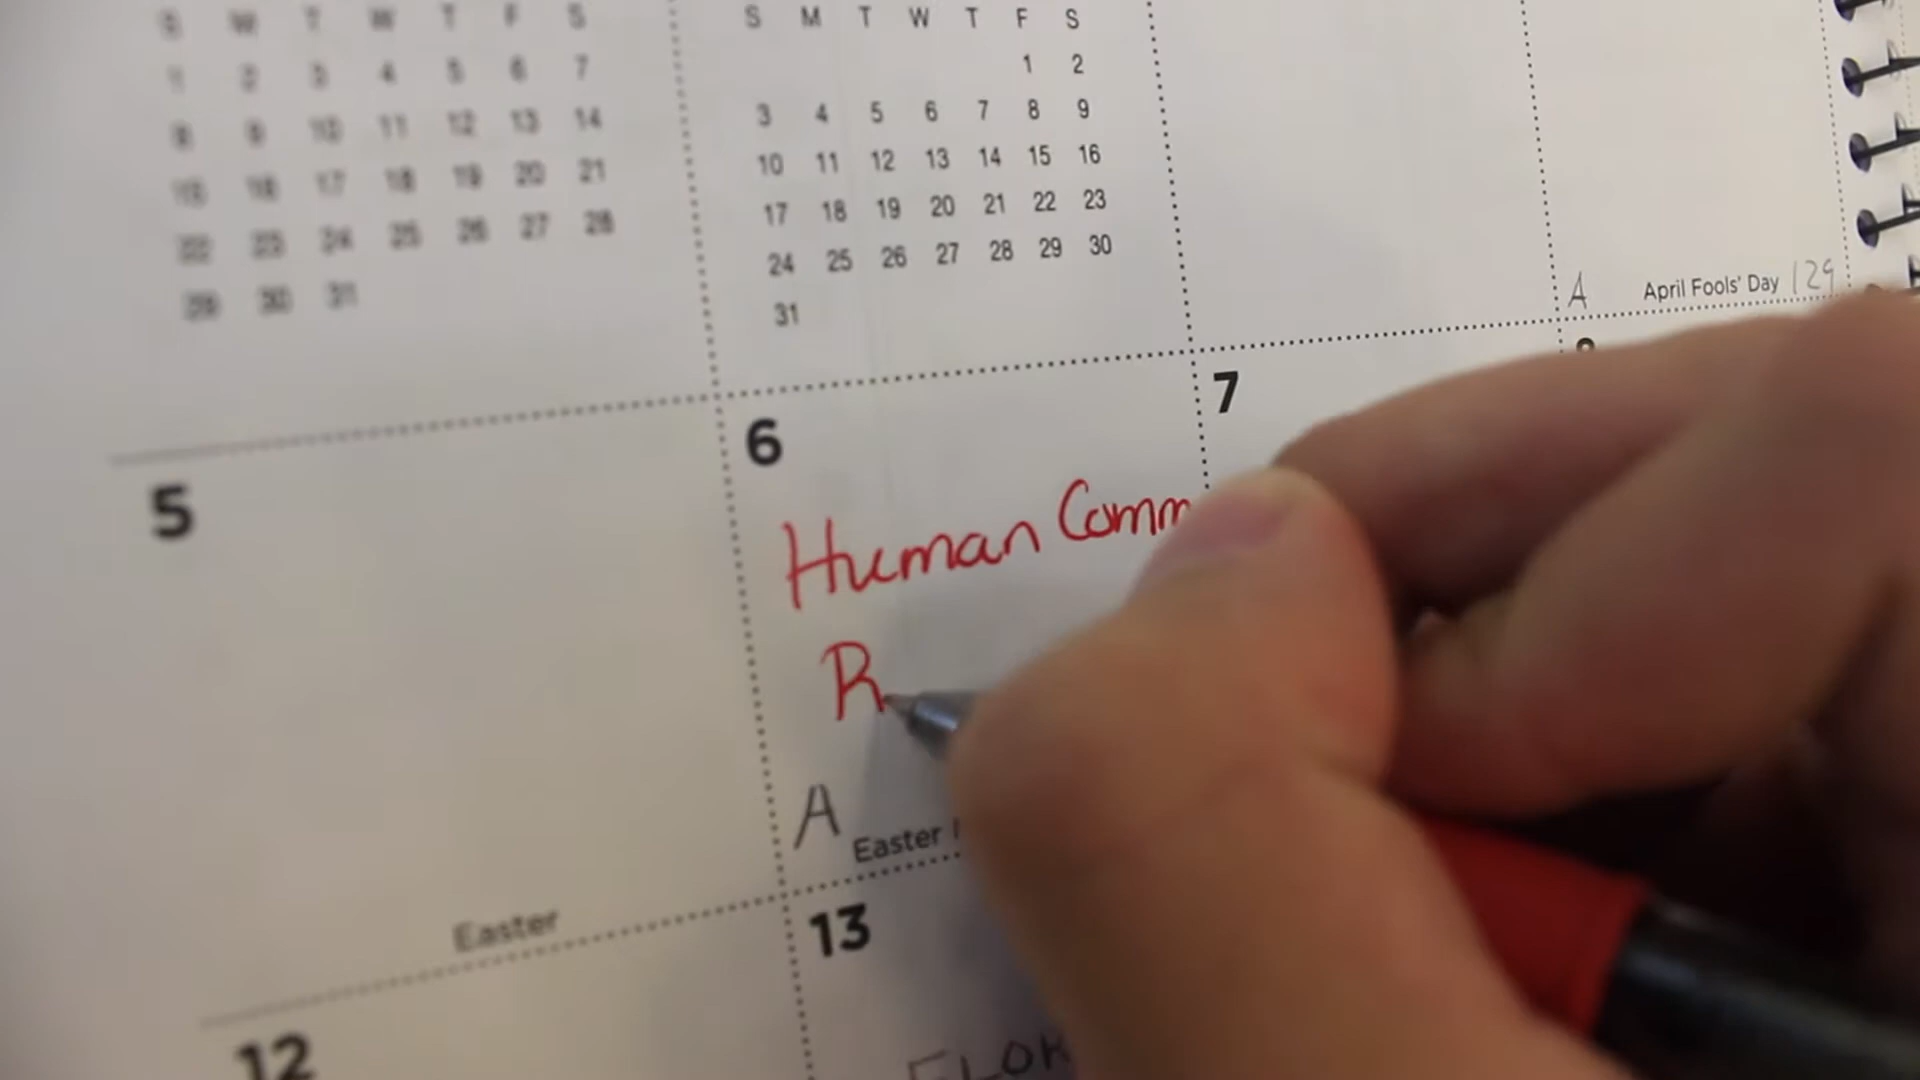 S M T W T F S
1 2 3 4 5 6 7
8 9 10 11 12 13 14
15 16 17 18 19 20 21
22 23 24 25 26 27 28
29 30 31
S M T W T F S
1 2
3 4 5 6 7 8 9
10 11 12 13 14 15 16
17 18 19 20 21 22 23
24 25 26 27 28 29 30
31
A April Fools' Day 129
5
Easter
6
Human Comm
R
A
Easter
7
12
13